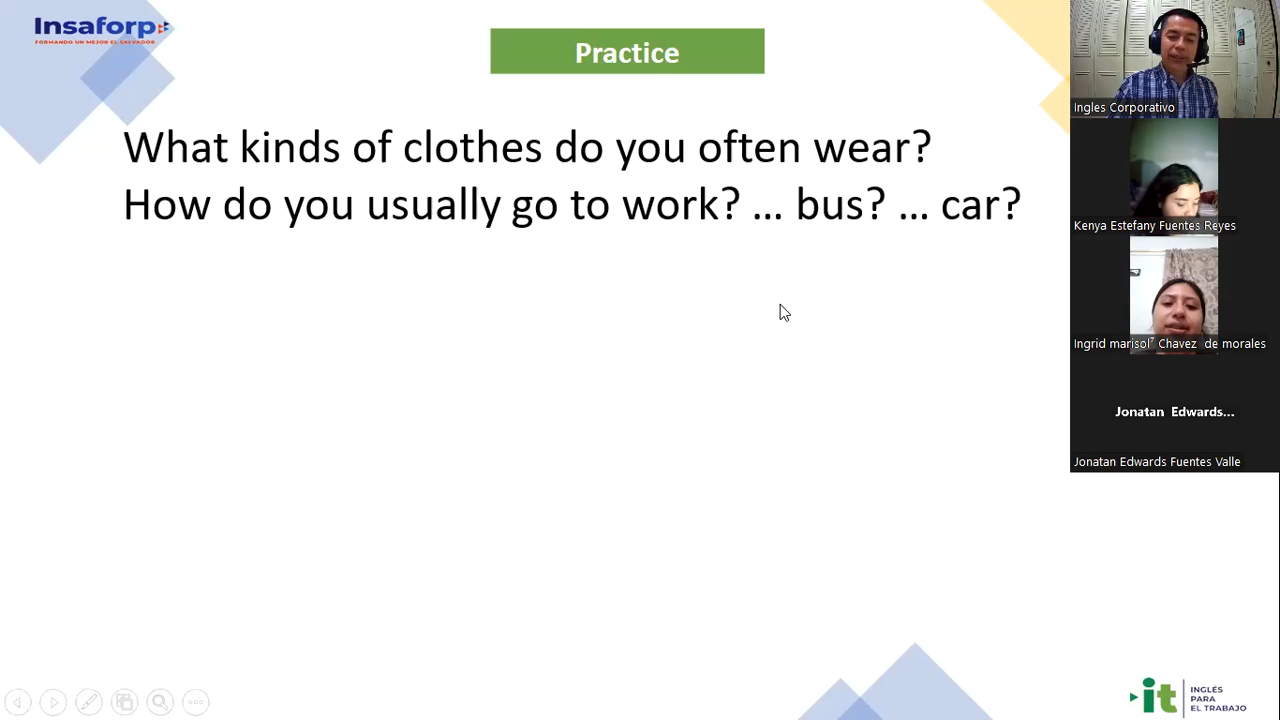 Insaforp
FORMANDO UN MEJOR EL SALVADOR
Practice
What kinds of clothes do you often wear?
How do you usually go to work? ... bus? ... car?
Ingles Corporativo
Kenya Estefany Fuentes Reyes
Ingrid marisol˜ Chavez de morales
Jonatan Edwards...
Jonatan Edwards Fuentes Valle
it
INGLÉS
PARA
EL TRABAJO